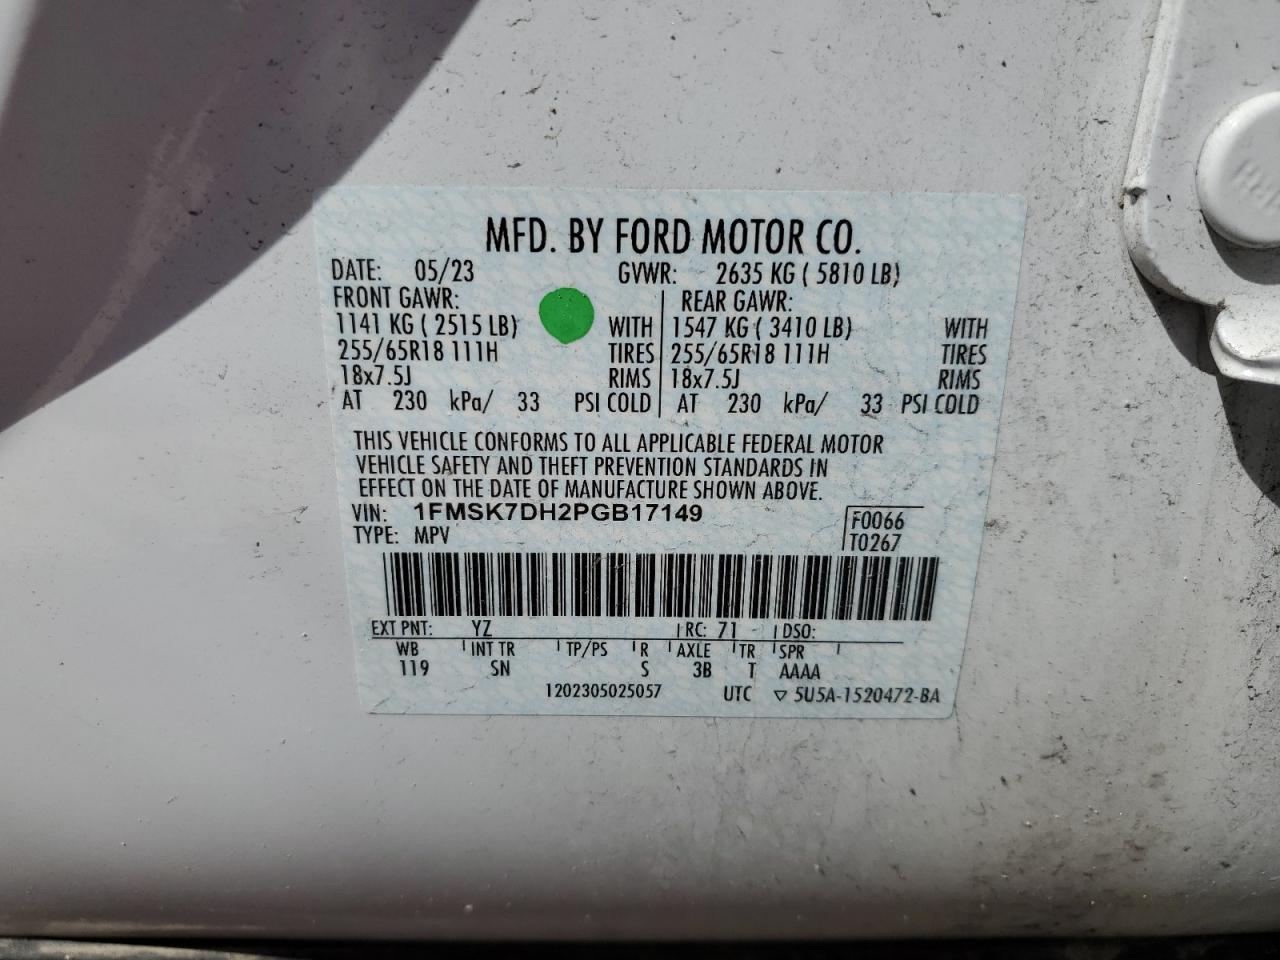 MFD. BY FORD MOTOR CO.
DATE: 05/23 GVWR: 2635 KG ( 5810 LB)
FRONT GAWR: REAR GAWR:
1141 KG ( 2515 LB) WITH 1547 KG ( 3410 LB) WITH
255/65R18 111H TIRES 255/65R18 111H TIRES
18x7.5J RIMS 18x7.5J RIMS
AT 230 kPa/ 33 PSI COLD AT 230 kPa/ 33 PSI COLD
THIS VEHICLE CONFORMS TO ALL APPLICABLE FEDERAL MOTOR
VEHICLE SAFETY AND THEFT PREVENTION STANDARDS IN
EFFECT ON THE DATE OF MANUFACTURE SHOWN ABOVE.
VIN: 1FMSK7DH2PGB17149 F0066
TYPE: MPV T0267
EXT PNT: YZ RC: 71 DSO:
WB INT TR TP/PS R AXLE TR SPR
119 SN S 3B T AAAA
1202305025057 UTC ▽ 5U5A-1520472-BA